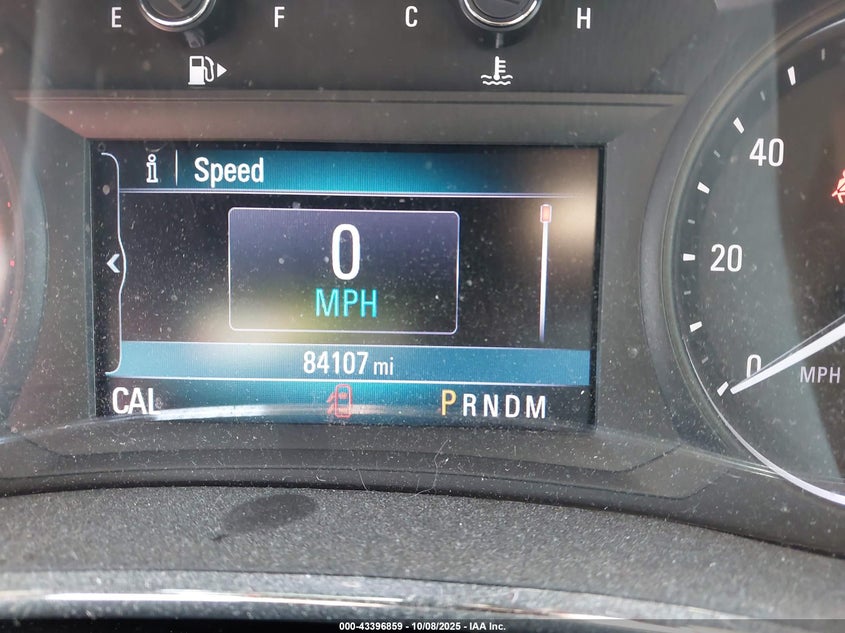 E F C H
i Speed
40
0
MPH
20
84107 mi
0
MPH
CAL PRNDM
000-43396859 - 10/08/2025 - IAA Inc.